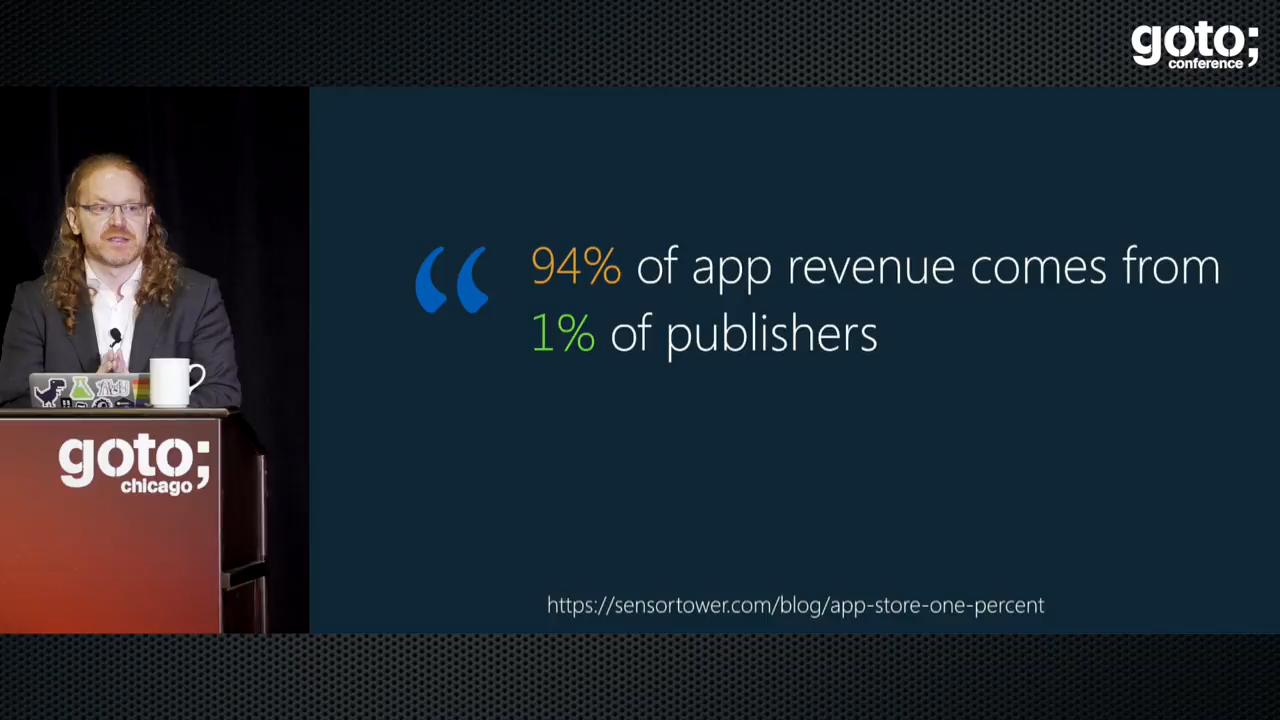 goto;
conference
“
94% of app revenue comes from
1% of publishers
goto;
chicago
https://sensortower.com/blog/app-store-one-percent